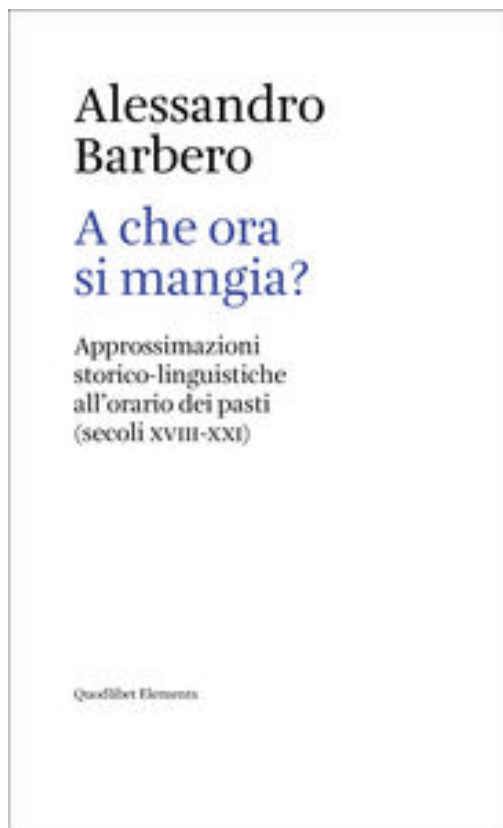 Alessandro
Barbero
A che ora
si mangia?
Approssimazioni
storico-linguistiche
all'orario dei pasti
(secoli XVIII-XXI)
Quodlibet Elements